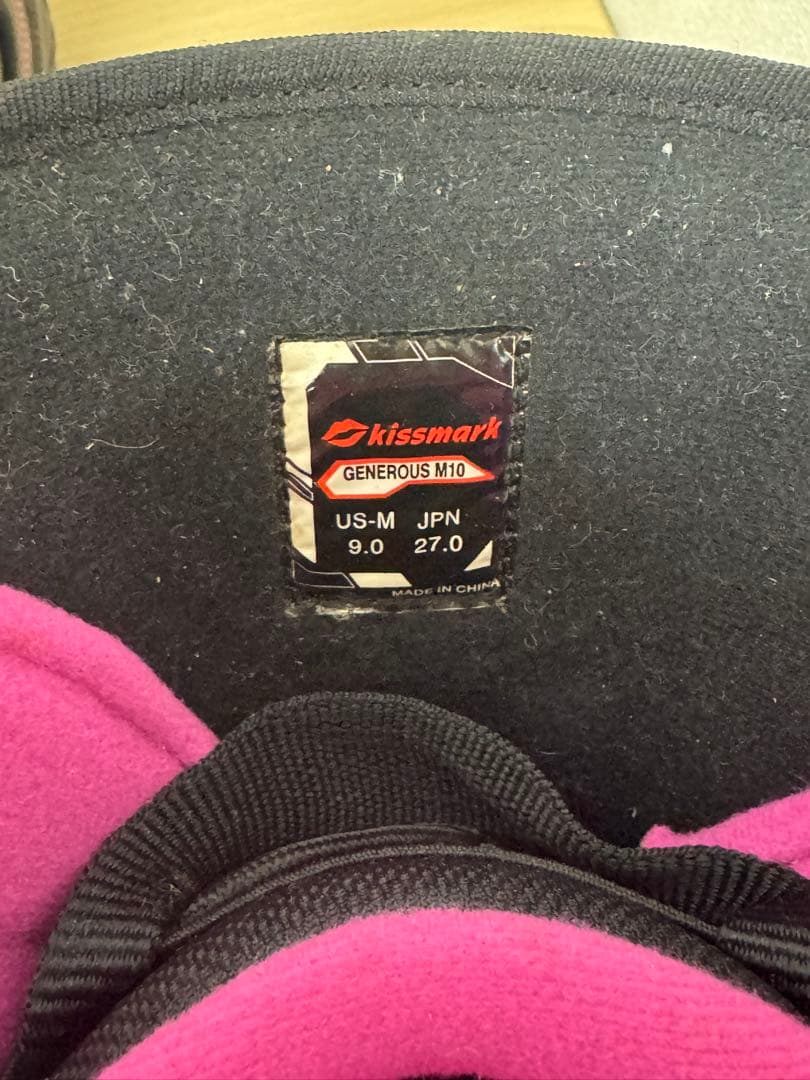 kissmark
GENEROUS M10
US-M JPN
9.0 27.0
MADE IN CHINA